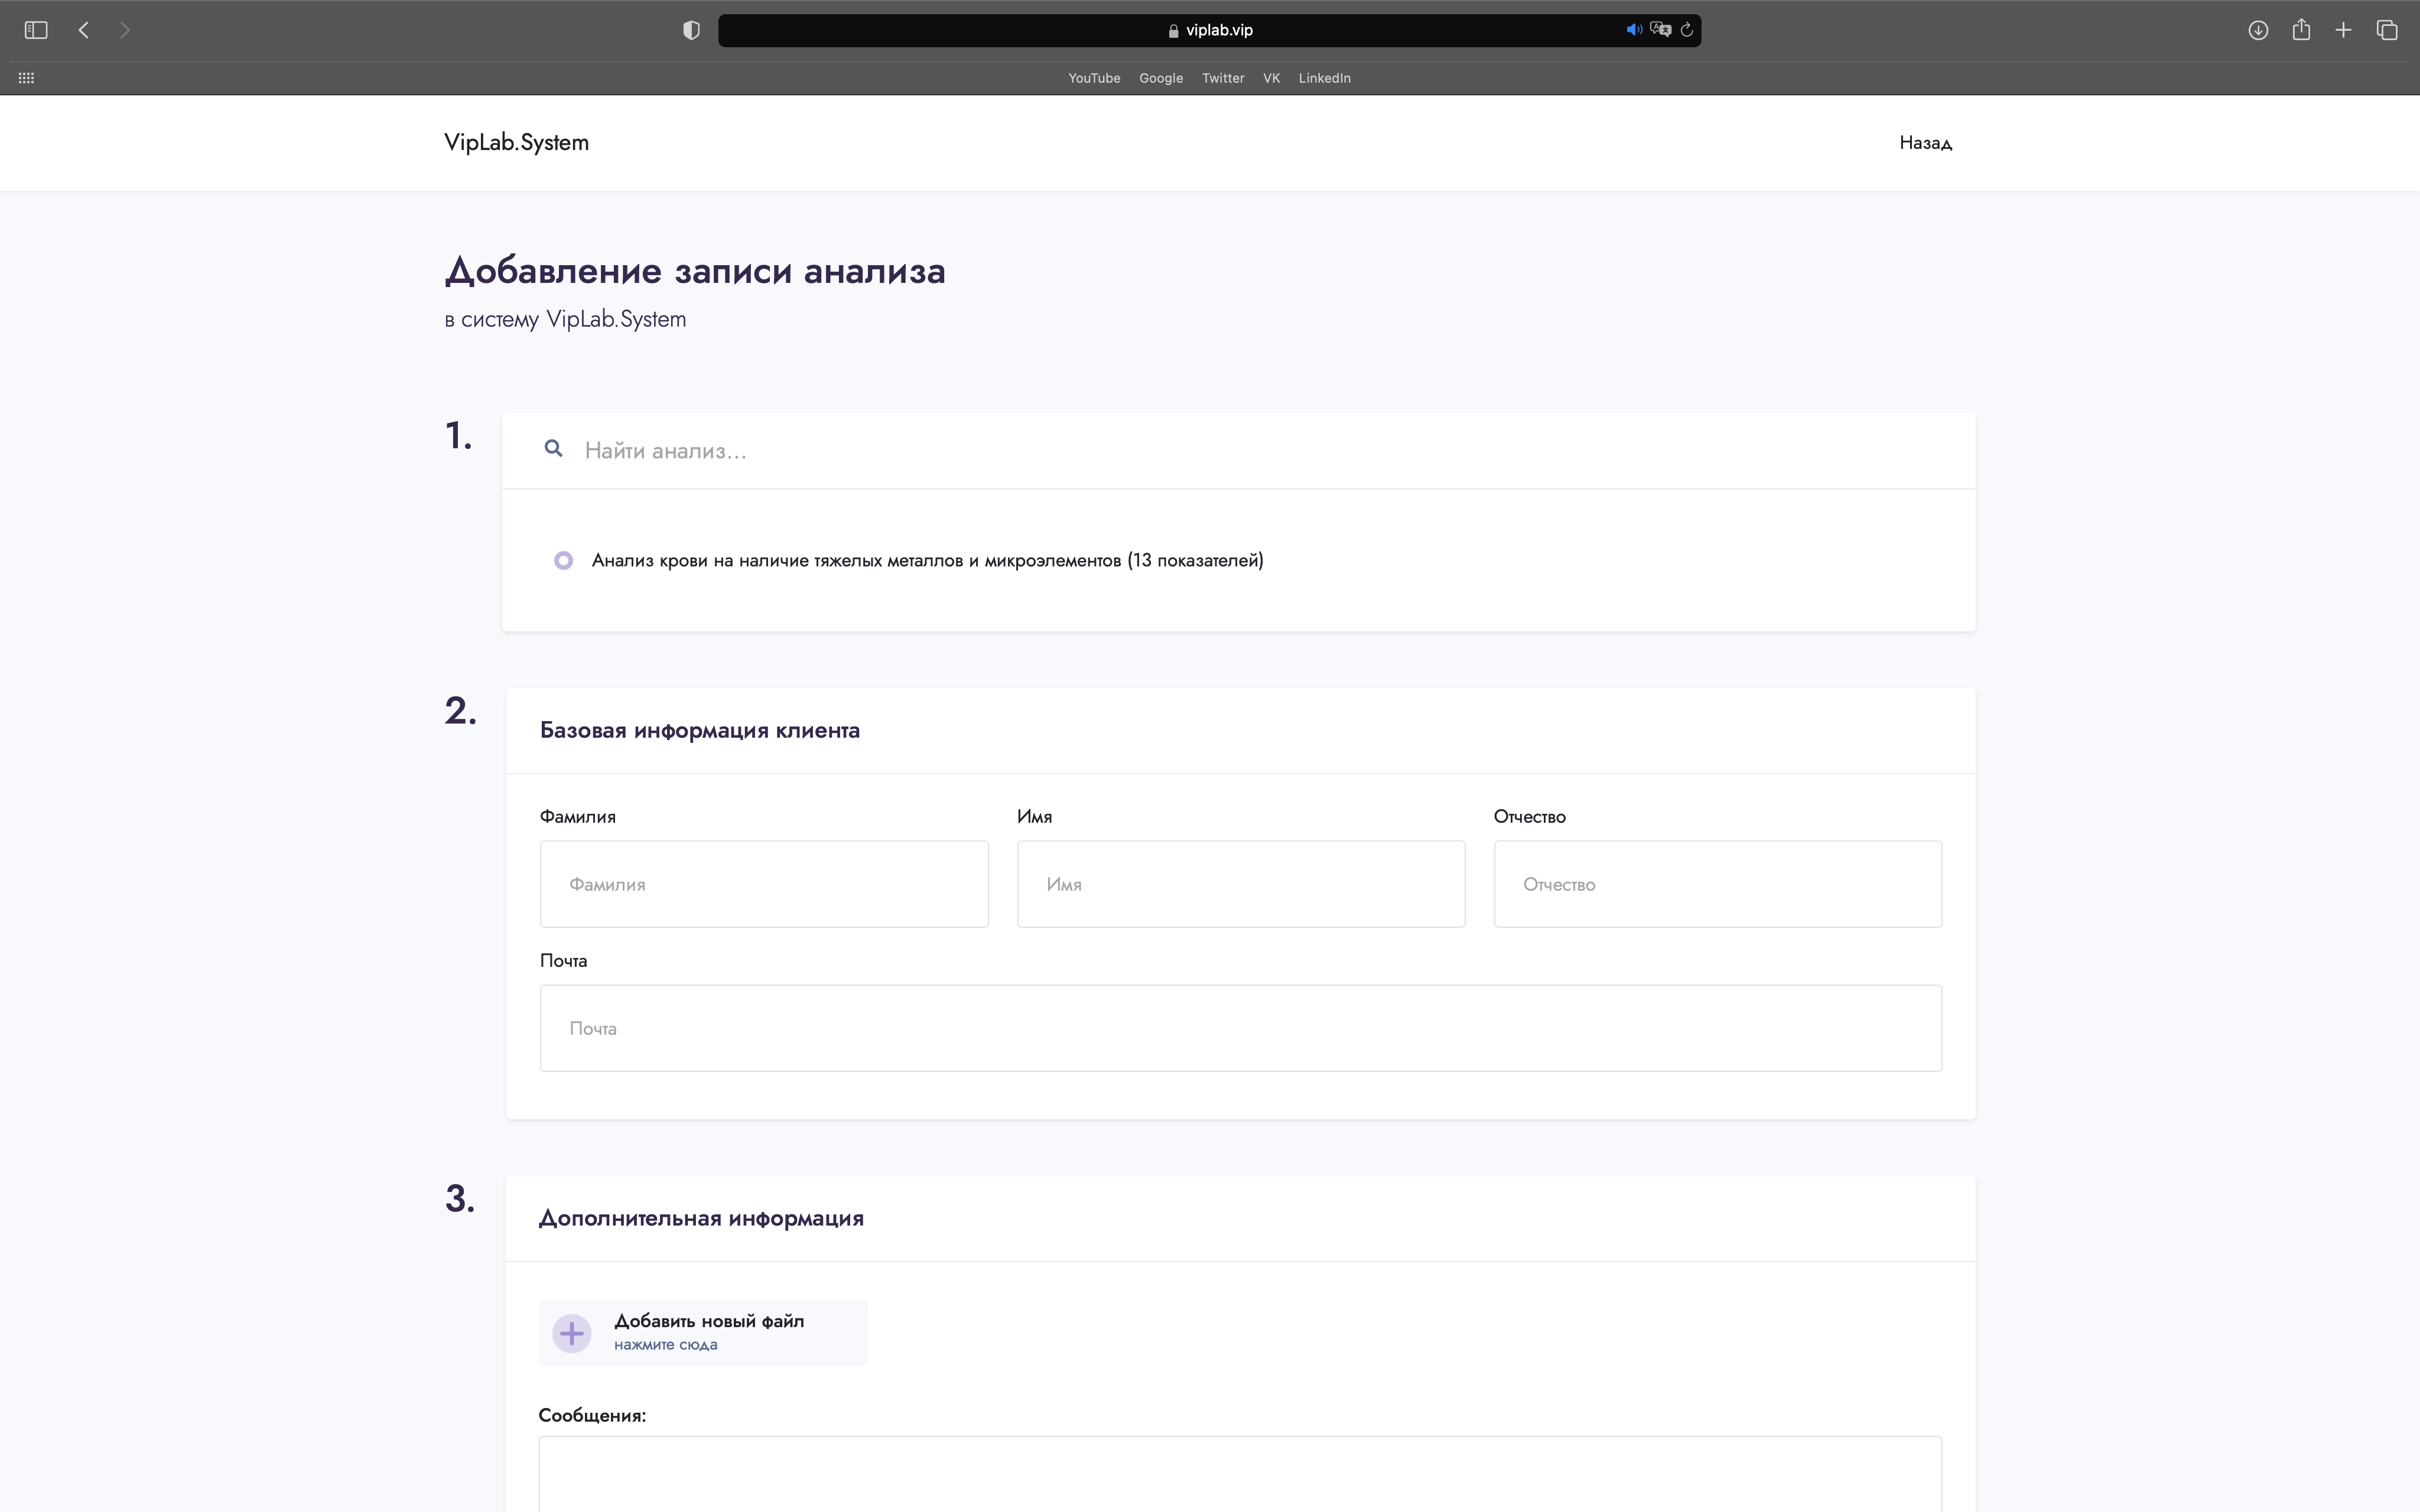 viplab.vip
YouTube Google Twitter VK LinkedIn
VipLab.System
Назад
Добавление записи анализа
в систему VipLab.System
1.
Найти анализ...
Анализ крови на наличие тяжелых металлов и микроэлементов (13 показателей)
2.
Базовая информация клиента
Фамилия Имя Отчество
Фамилия Имя Отчество
Почта
Почта
3.
Дополнительная информация
Добавить новый файл
нажмите сюда
Сообщения: